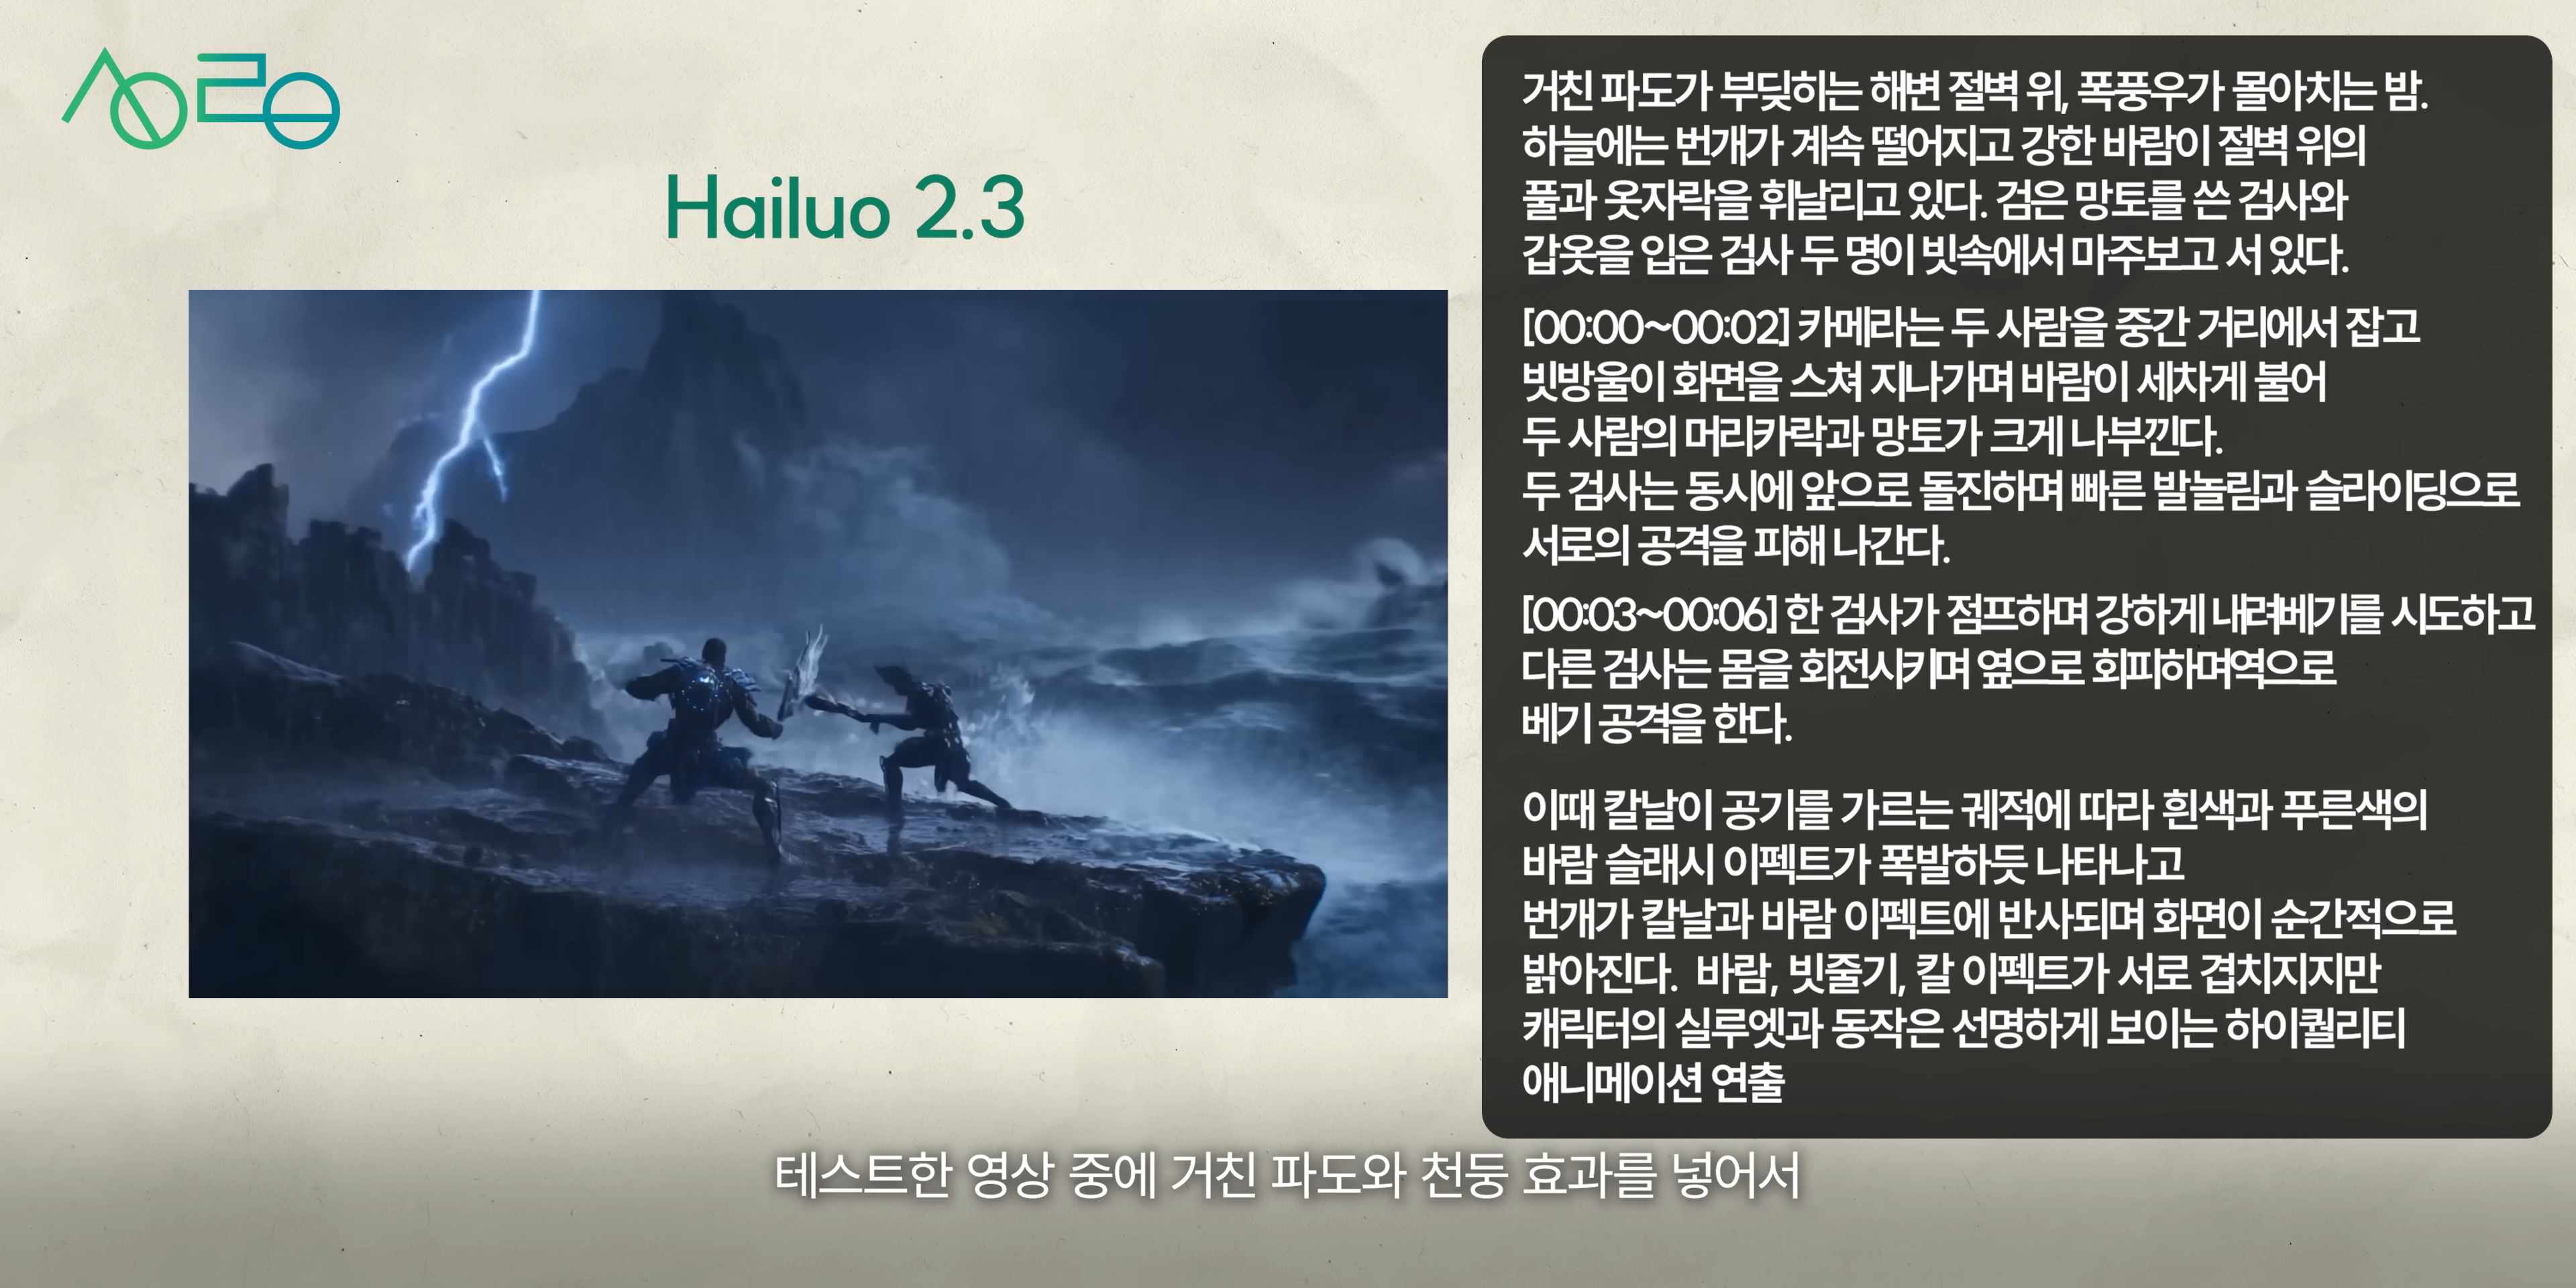 Hailuo 2.3
거친 파도가 부딪히는 해변 절벽 위, 폭풍우가 몰아치는 밤.
하늘에는 번개가 계속 떨어지고 강한 바람이 절벽 위의
풀과 옷자락을 휘날리고 있다. 검은 망토를 쓴 검사와
갑옷을 입은 검사 두 명이 빗속에서 마주보고 서 있다.
[00:00~00:02] 카메라는 두 사람을 중간 거리에서 잡고
빗방울이 화면을 스쳐 지나가며 바람이 세차게 불어
두 사람의 머리카락과 망토가 크게 나부낀다.
두 검사는 동시에 앞으로 돌진하며 빠른 발놀림과 슬라이딩으로
서로의 공격을 피해 나간다.
[00:03~00:06] 한 검사가 점프하며 강하게 내려베기를 시도하고
다른 검사는 몸을 회전시키며 옆으로 회피하며역으로
베기 공격을 한다.
이때 칼날이 공기를 가르는 궤적에 따라 흰색과 푸른색의
바람 슬래시 이펙트가 폭발하듯 나타나고
번개가 칼날과 바람 이펙트에 반사되며 화면이 순간적으로
밝아진다. 바람, 빗줄기, 칼 이펙트가 서로 겹치지지만
캐릭터의 실루엣과 동작은 선명하게 보이는 하이퀄리티
애니메이션 연출
테스트한 영상 중에 거친 파도와 천둥 효과를 넣어서